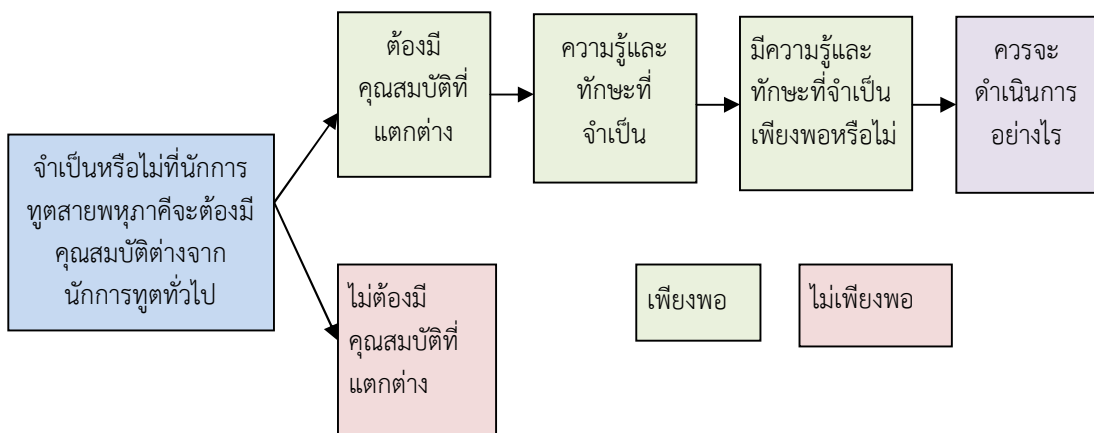 จำเป็นหรือไม่ที่นักการ
ทูตสายพหุภาคีจะต้องมี
คุณสมบัติต่างจาก
นักการทูตทั่วไป
ต้องมี
คุณสมบัติที่
แตกต่าง
ความรู้และ
ทักษะที่
จำเป็น
มีความรู้และ
ทักษะที่จำเป็น
เพียงพอหรือไม่
ควรจะ
ดำเนินการ
อย่างไร
ไม่ต้องมี
คุณสมบัติที่
แตกต่าง
เพียงพอ
ไม่เพียงพอ